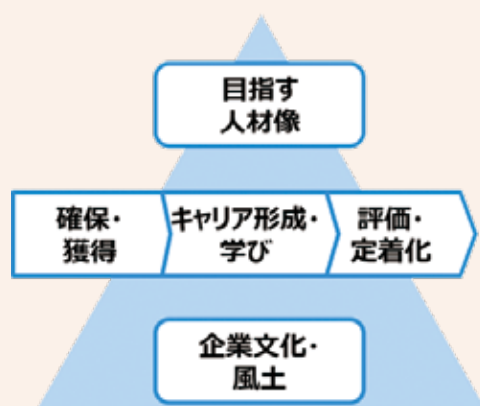 目指す
人材像
確保・
獲得
キャリア形成・
学び
評価・
定着化
企業文化・
風土